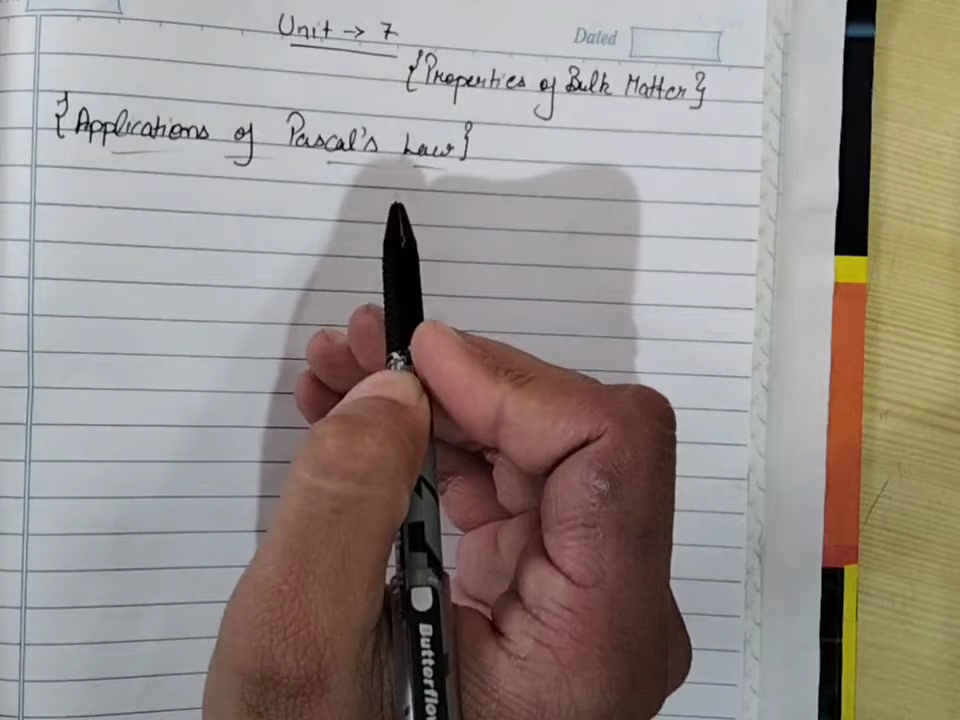 Unit → 7
Dated
{Properties of Bulk Matter}
{Applications of Pascal's Law}
Butterflow